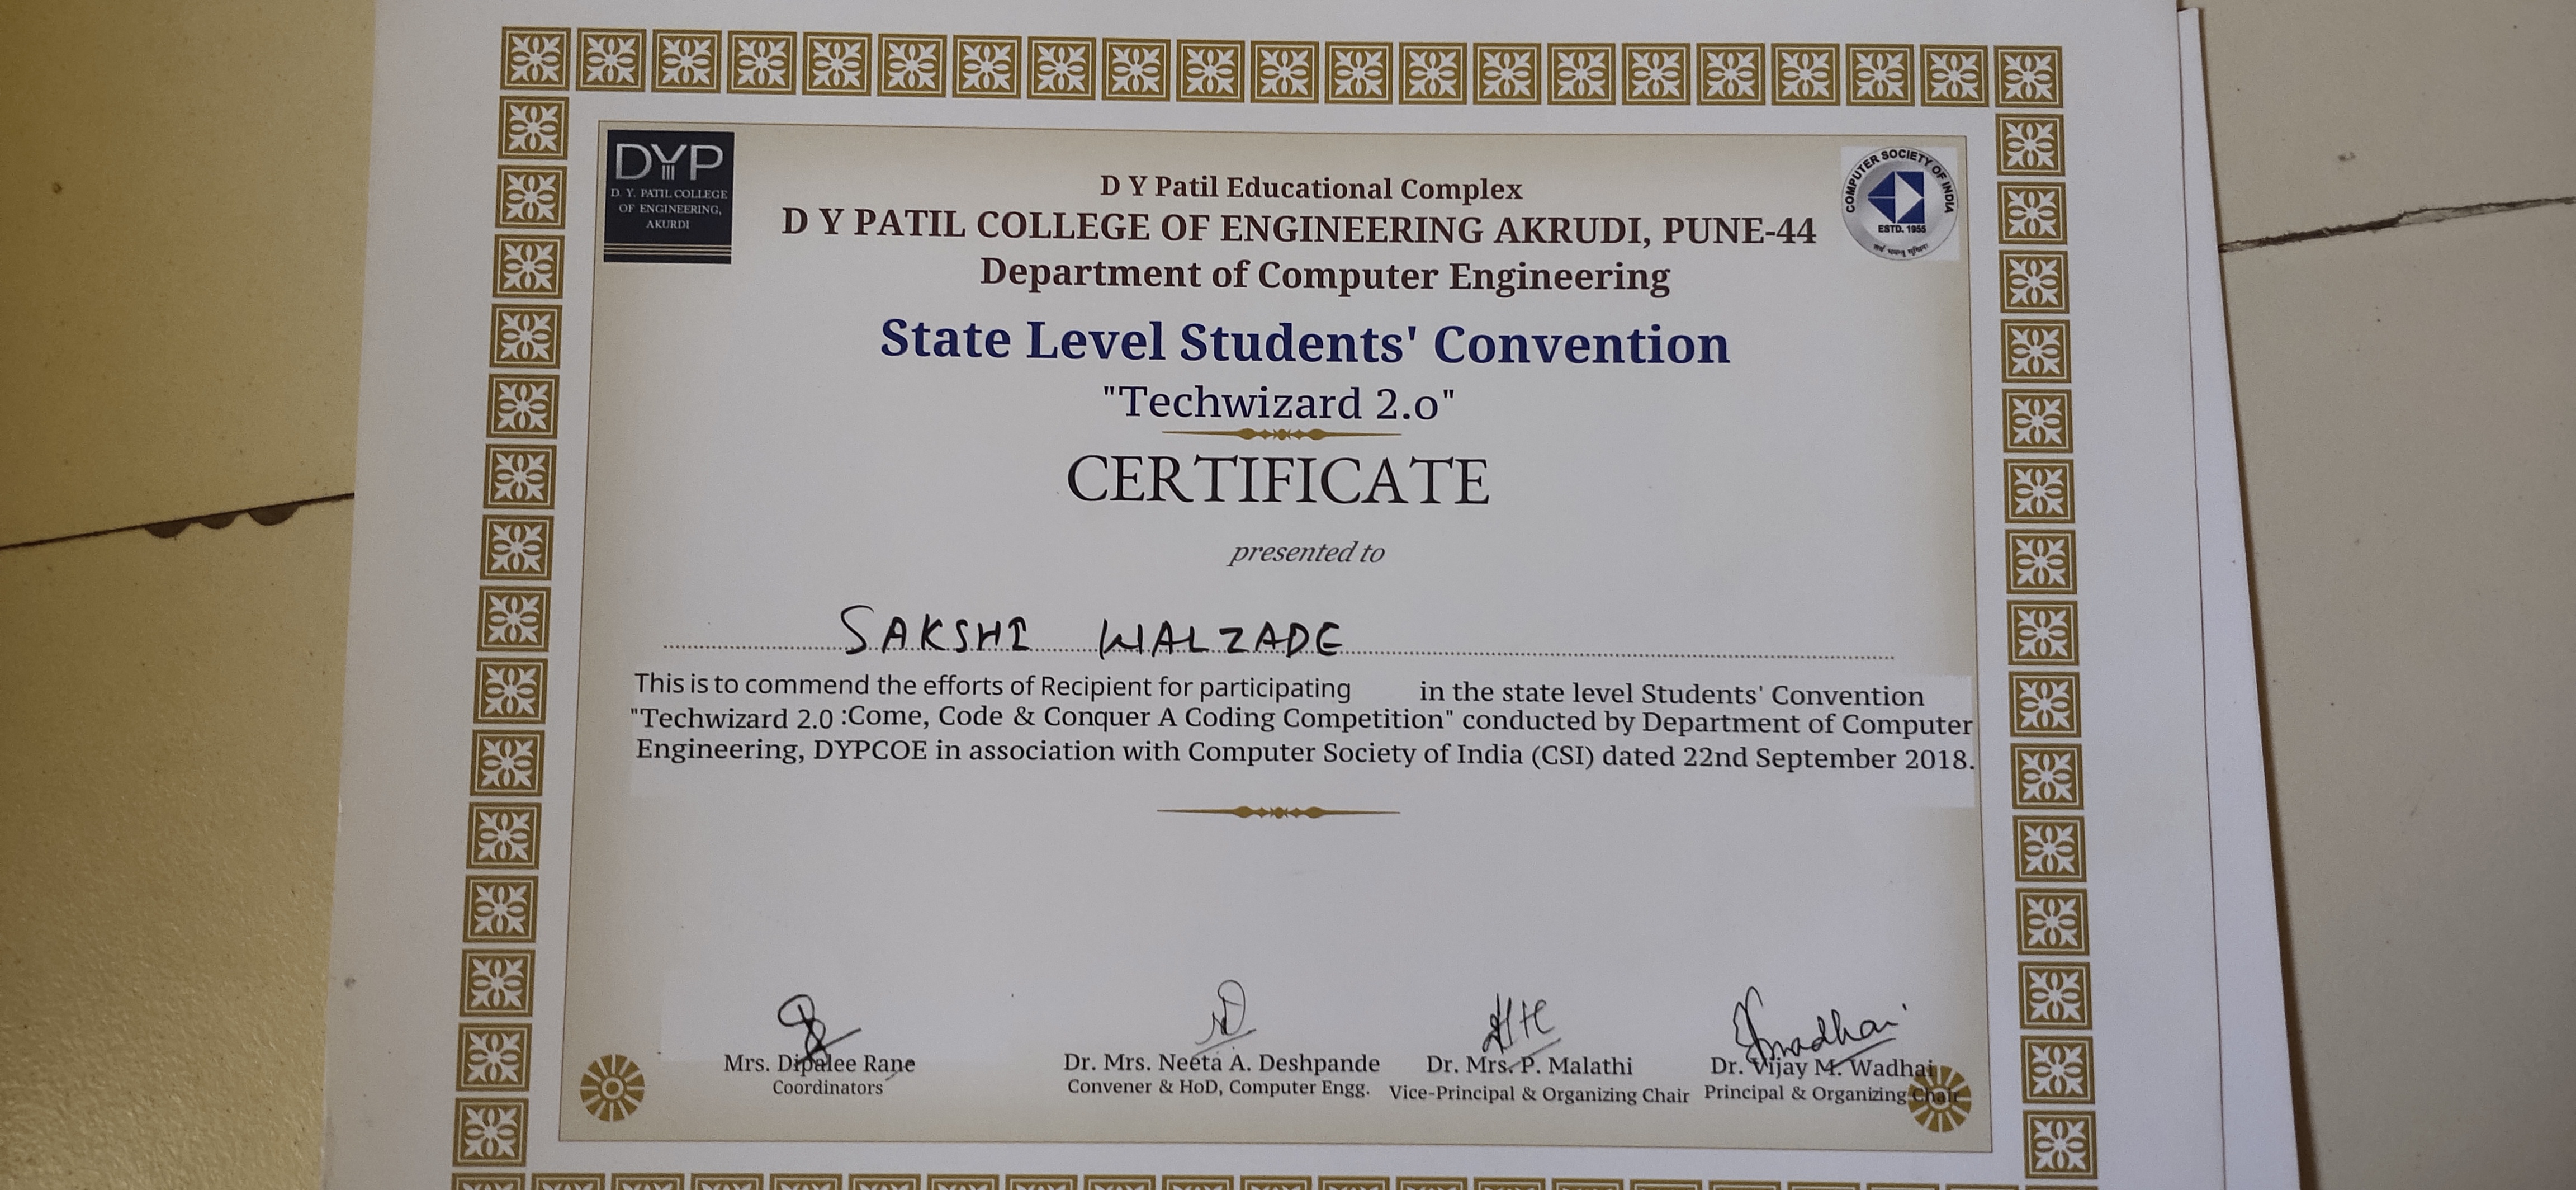 DYP
D. Y. PATIL COLLEGE
OF ENGINEERING,
AKURDI
D Y Patil Educational Complex
D Y PATIL COLLEGE OF ENGINEERING AKRUDI, PUNE-44
Department of Computer Engineering
COMPUTER SOCIETY OF INDIA
ESTD. 1965
State Level Students' Convention
"Techwizard 2.o"
CERTIFICATE
presented to
SAKSHI WALZADE
This is to commend the efforts of Recipient for participating in the state level Students' Convention
"Techwizard 2.0 :Come, Code & Conquer A Coding Competition" conducted by Department of Computer
Engineering, DYPCOE in association with Computer Society of India (CSI) dated 22nd September 2018.
Mrs. Dipalee Rane Dr. Mrs. Neeta A. Deshpande Dr. Mrs. P. Malathi Dr. Vijay M. Wadhai
Coordinators Convener & HoD, Computer Engg. Vice-Principal & Organizing Chair Principal & Organizing Chair